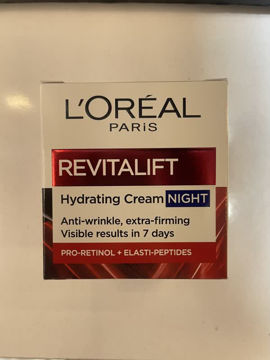 L'ORÉAL
PARiS
REVITALIFT
Hydrating Cream NIGHT
Anti-wrinkle, extra-firming
Visible results in 7 days
PRO-RETINOL + ELASTI-PEPTIDES